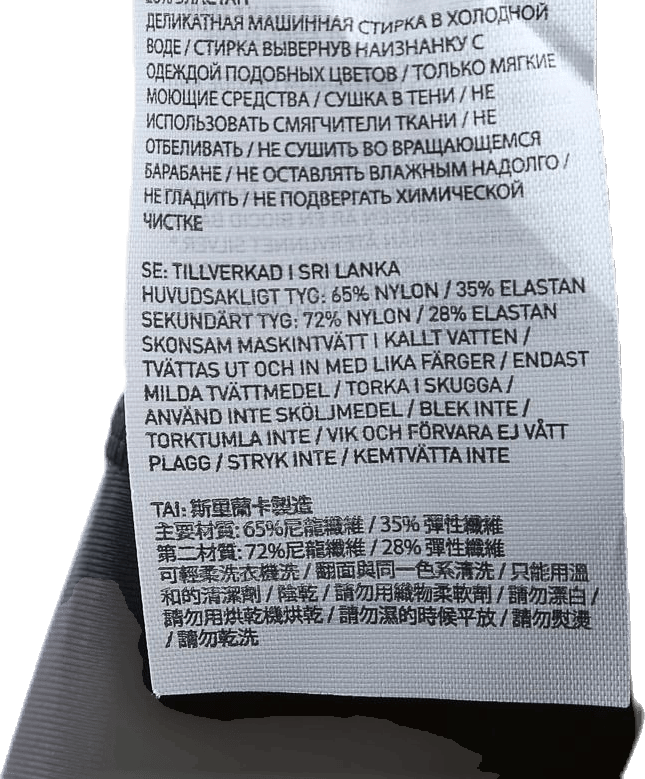 ДЕЛИКАТНАЯ МАШИННАЯ СТИРКА В ХОЛОДНОЙ
ВОДЕ / СТИРКА ВЫВЕРНУВ НАИЗНАНКУ С
ОДЕЖДОЙ ПОДОБНЫХ ЦВЕТОВ / ТОЛЬКО МЯГКИЕ
МОЮЩИЕ СРЕДСТВА / СУШКА В ТЕНИ / НЕ
ИСПОЛЬЗОВАТЬ СМЯГЧИТЕЛИ ТКАНИ / НЕ
ОТБЕЛИВАТЬ / НЕ СУШИТЬ ВО ВРАЩАЮЩЕМСЯ
БАРАБАНЕ / НЕ ОСТАВЛЯТЬ ВЛАЖНЫМ НАДОЛГО /
НЕ ГЛАДИТЬ / НЕ ПОДВЕРГАТЬ ХИМИЧЕСКОЙ
ЧИСТКЕ
SE: TILLVERKAD I SRI LANKA
HUVUDSAKLIGT TYG: 65% NYLON / 35% ELASTAN
SEKUNDÄRT TYG: 72% NYLON / 28% ELASTAN
SKONSAM MASKINTVÄTT I KALLT VATTEN /
TVÄTTAS UT OCH IN MED LIKA FÄRGER / ENDAST
MILDA TVÄTTMEDEL / TORKA I SKUGGA /
ANVÄND INTE SKÖLJMEDEL / BLEK INTE /
TORKTUMLA INTE / VIK OCH FÖRVARA EJ VÅTT
PLAGG / STRYK INTE / KEMTVÄTTA INTE
TAI: 斯里蘭卡製造
主要材質: 65%尼龍纖維 / 35% 彈性纖維
第二材質: 72%尼龍纖維 / 28% 彈性纖維
可輕柔洗衣機洗 / 翻面與同一色系清洗 / 只能用溫
和的清潔劑 / 陰乾 / 請勿用織物柔軟劑 / 請勿漂白 /
請勿用烘乾機烘乾 / 請勿濕的時候平放 / 請勿熨燙
/ 請勿乾洗